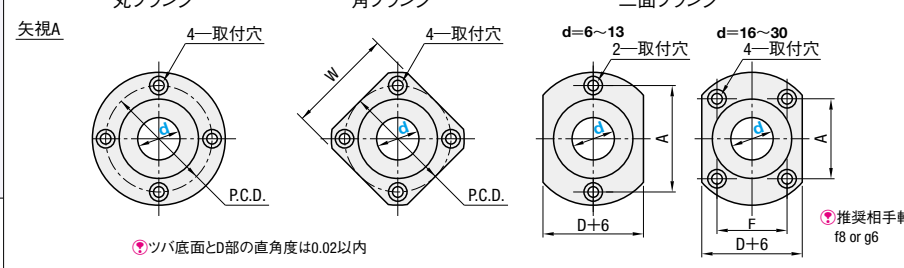 丸フランジ
角フランジ
二面フランジ
矢視A
4―取付穴
P.C.D.
d
W
4―取付穴
P.C.D.
d
d=6～13
2―取付穴
d
A
D+6
d=16～30
4―取付穴
d
A
F
D+6
ツバ底面とD部の直角度は0.02以内
推奨相手軸
f8 or g6